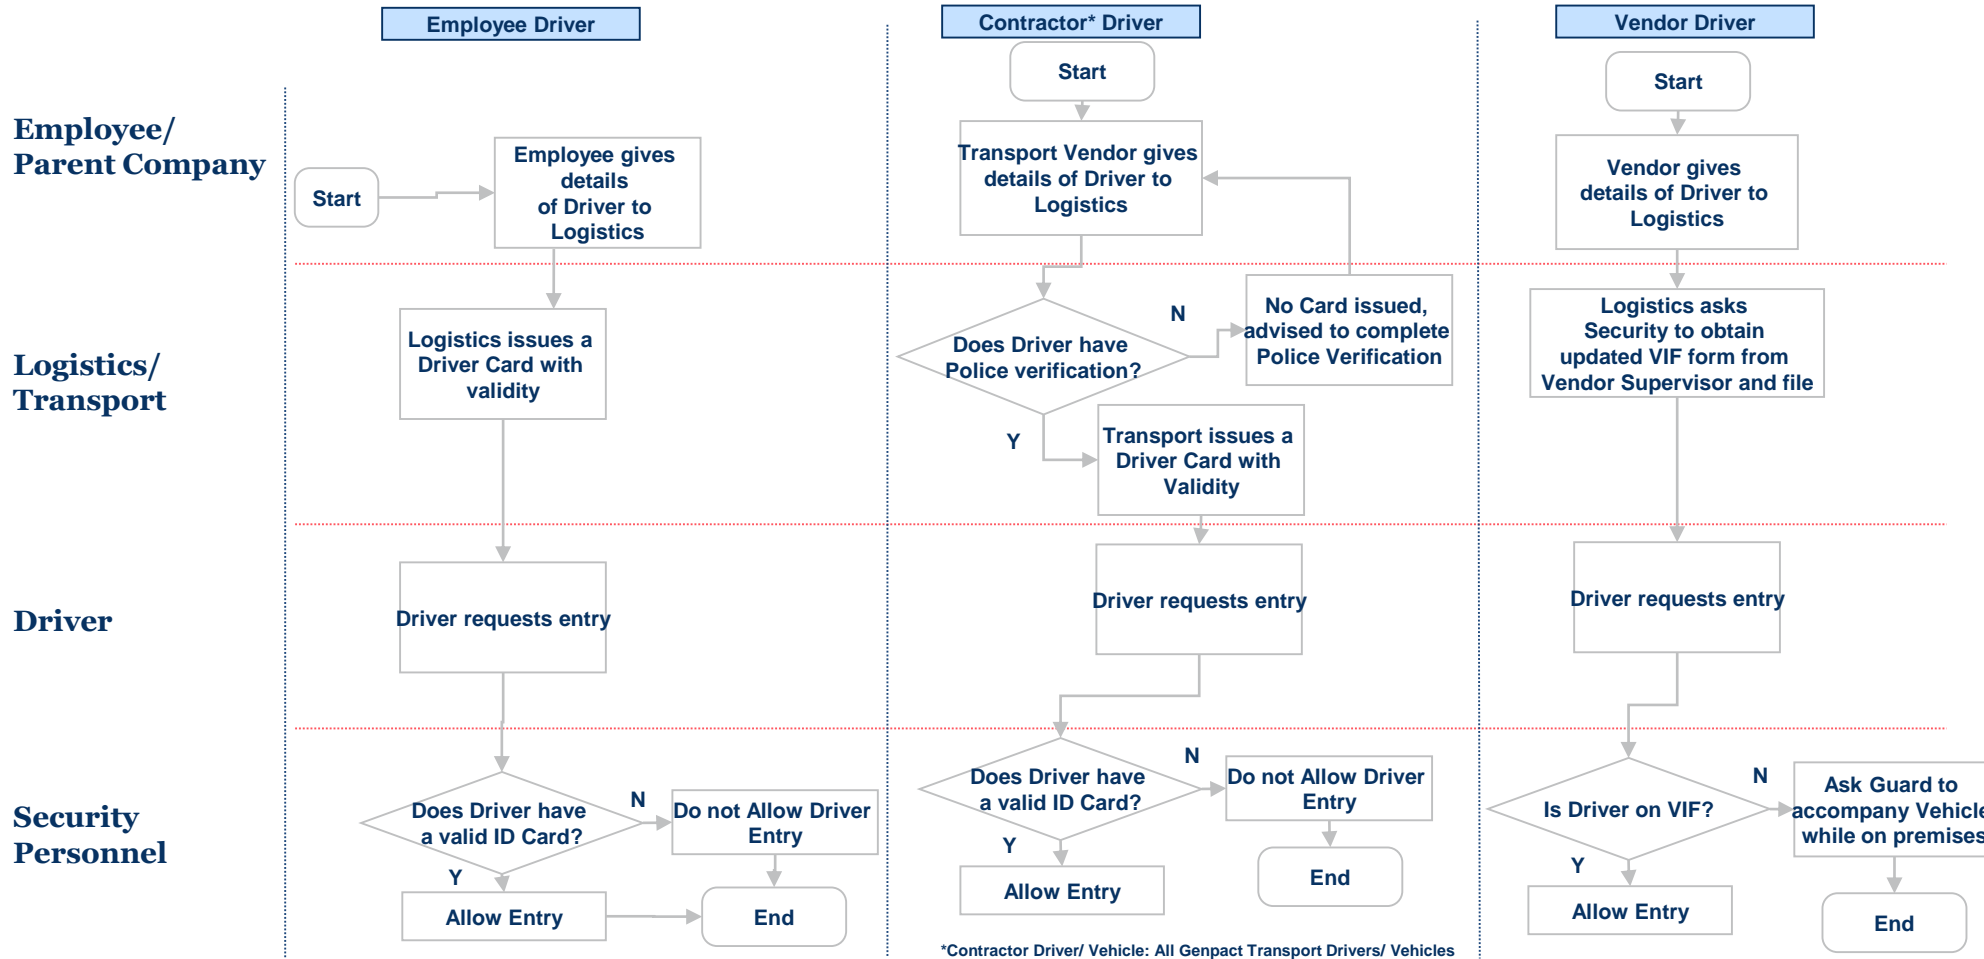 Employee Driver
Contractor* Driver
Vendor Driver
Employee/
Parent Company
Start
Employee gives
details
of Driver to
Logistics
Start
Transport Vendor gives
details of Driver to
Logistics
Start
Vendor gives
details of Driver to
Logistics
Logistics/
Transport
Logistics issues a
Driver Card with
validity
Does Driver have
Police verification?
N
No Card issued,
advised to complete
Police Verification
Y
Transport issues a
Driver Card with
Validity
Logistics asks
Security to obtain
updated VIF form from
Vendor Supervisor and file
Driver
Driver requests entry
Driver requests entry
Driver requests entry
Security
Personnel
Does Driver have
a valid ID Card?
N
Do not Allow Driver
Entry
Y
Allow Entry
End
Does Driver have
a valid ID Card?
N
Do not Allow Driver
Entry
Y
Allow Entry
End
Is Driver on VIF?
N
Ask Guard to
accompany Vehicle
while on premises
Y
Allow Entry
End
*Contractor Driver/ Vehicle: All Genpact Transport Drivers/ Vehicles